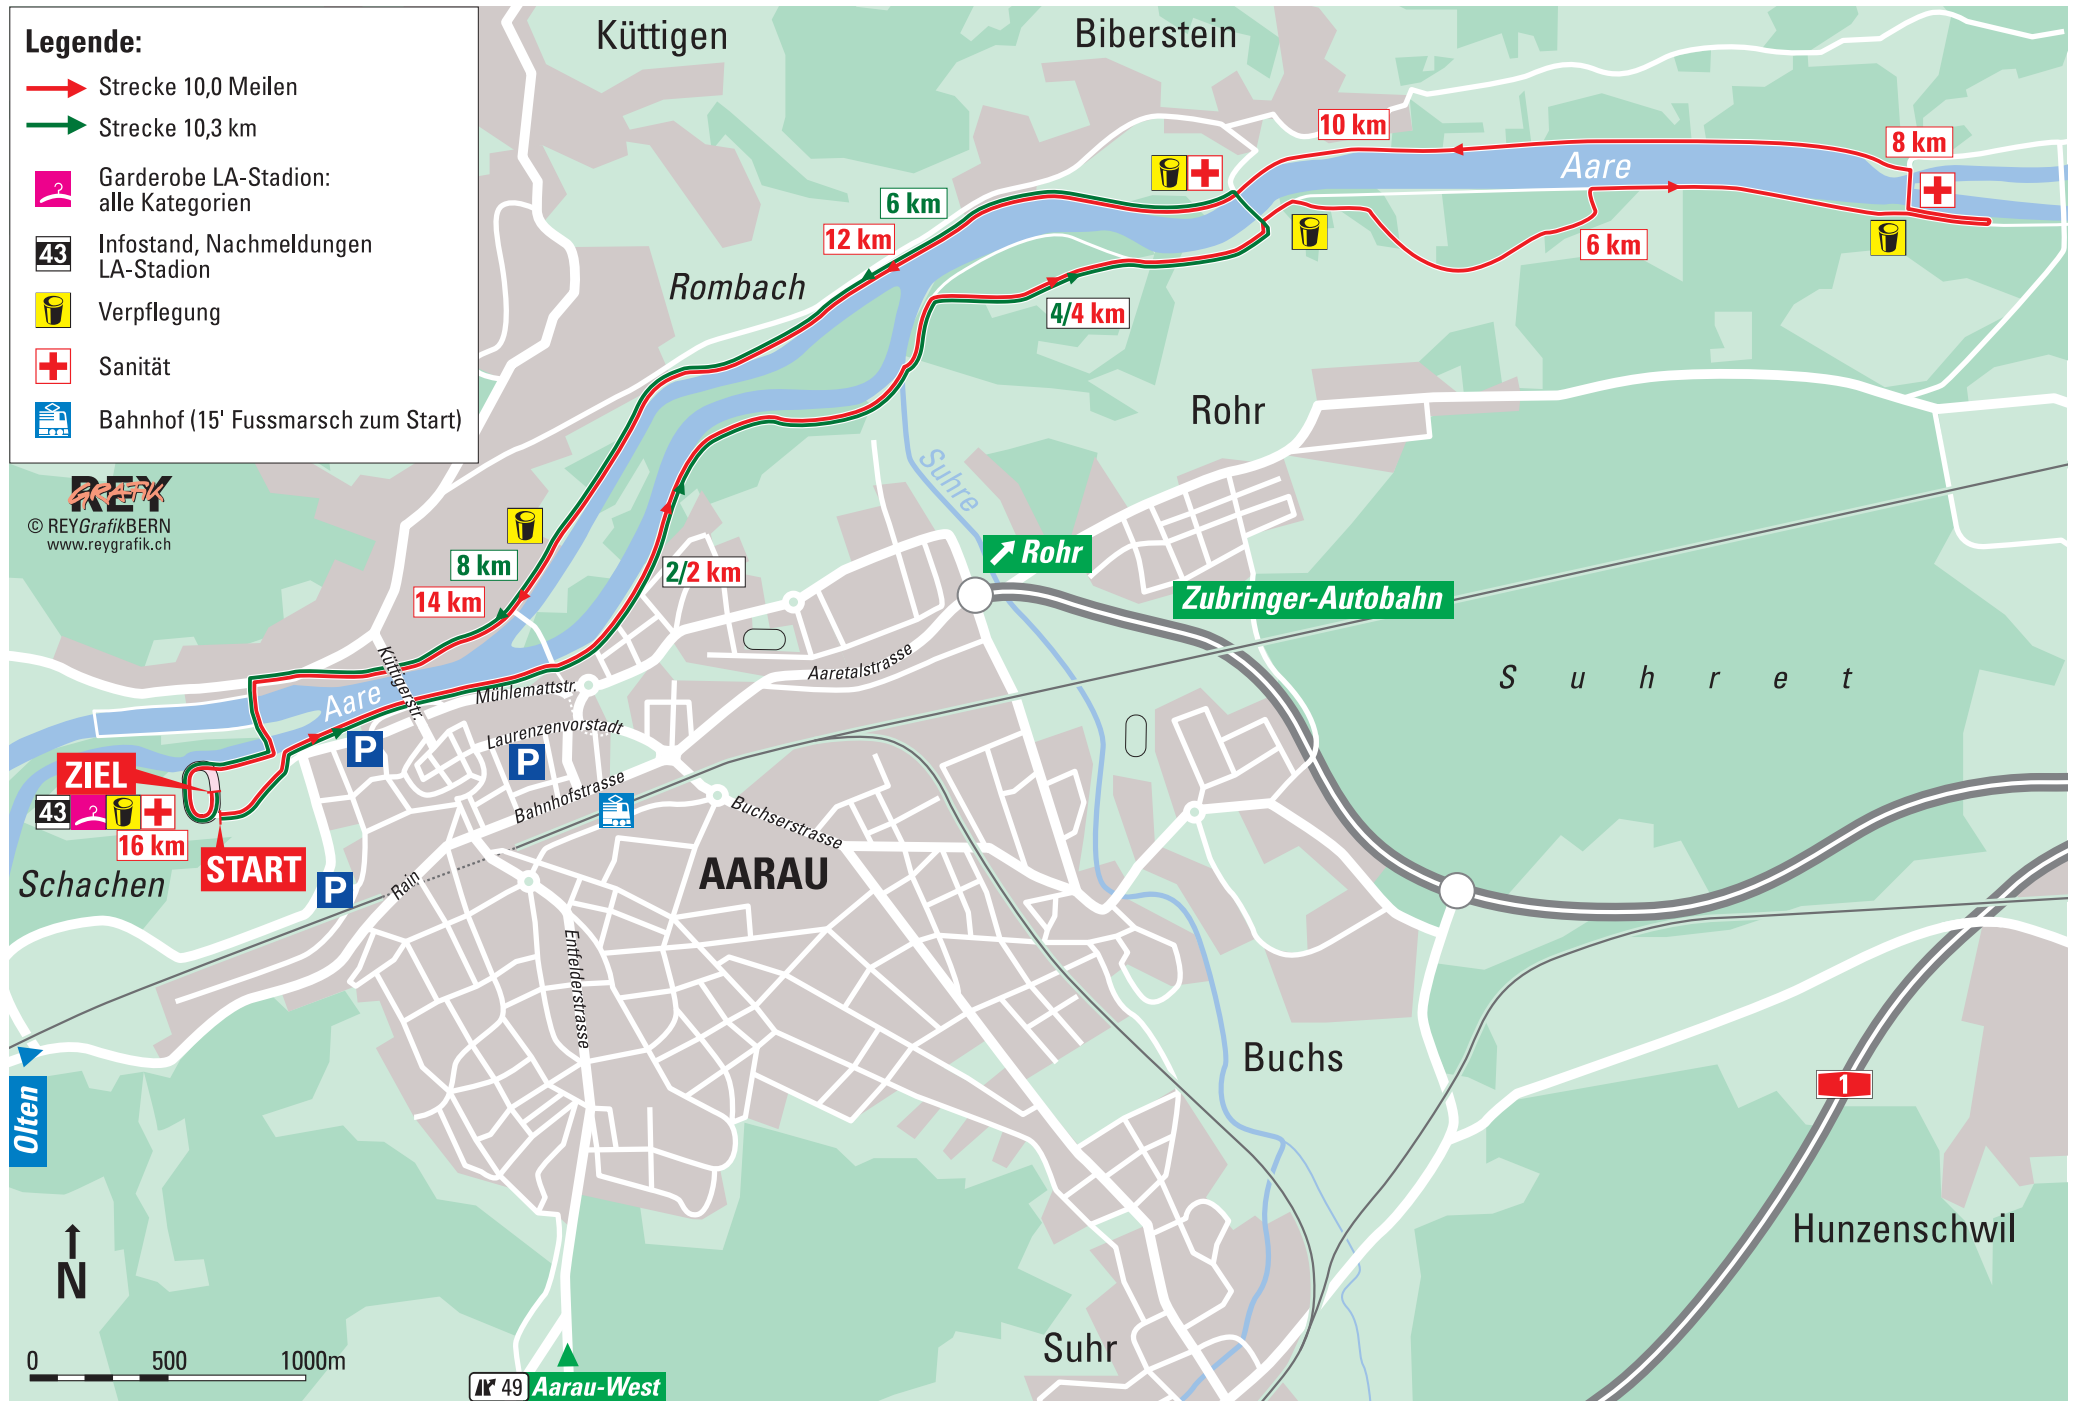 Legende:
Strecke 10,0 Meilen
Strecke 10,3 km
Garderobe LA-Stadion:
alle Kategorien
43
Infostand, Nachmeldungen
LA-Stadion
Verpflegung
Sanität
Bahnhof (15' Fussmarsch zum Start)
REY
GRAFIK
© REYGrafikBERN
www.reygrafik.ch
Küttigen
Biberstein
10 km
8 km
Aare
6 km
12 km
6 km
Rombach
4/4 km
Rohr
Suhre
8 km
14 km
2/2 km
Rohr
Zubringer-Autobahn
Küttigerstr.
Aare
Mühlemattstr.
Aaretalstrasse
Laurenzenvorstadt
Suhret
P
P
ZIEL
43
16 km
START
Bahnhofstrasse
Buchserstrasse
Schachen
P
Rain
AARAU
Entfelderstrasse
Buchs
1
Olten
Hunzenschwil
N
Suhr
0 500 1000m
49 Aarau-West